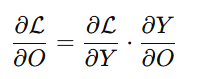 ∂ℒ/∂O = ∂ℒ/∂Y · ∂Y/∂O